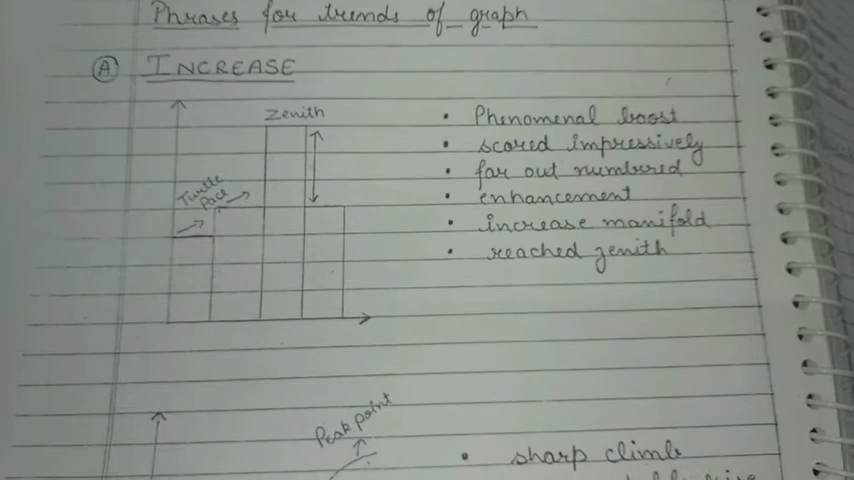 Phrases for trends of graph
A INCREASE
Zenith
Turtle
Pace
• Phenomenal boost
• scored impressively
• far out numbured
• enhancement
• increase manifold
• reached zenith
Peak point
• sharp climb